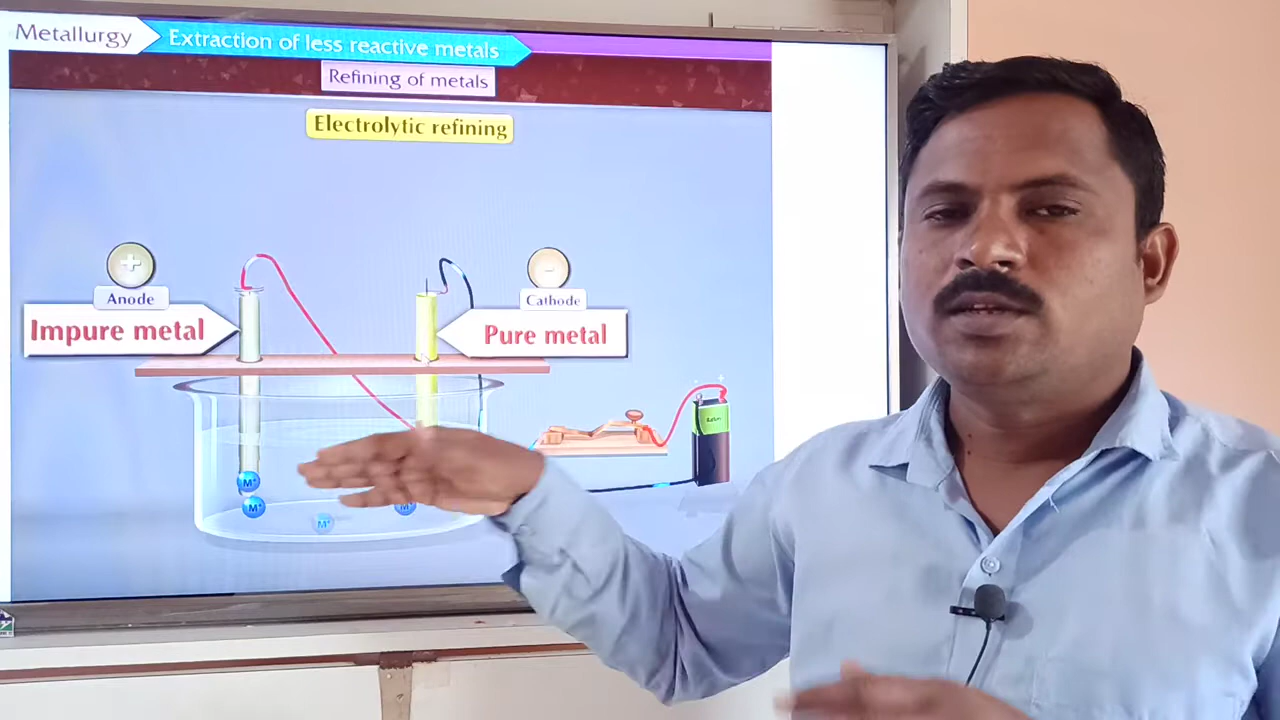 Metallurgy
Extraction of less reactive metals
Refining of metals
Electrolytic refining
+
−
Anode
Cathode
Impure metal
Pure metal
- +
M⁺
M⁺
M⁺
M⁺